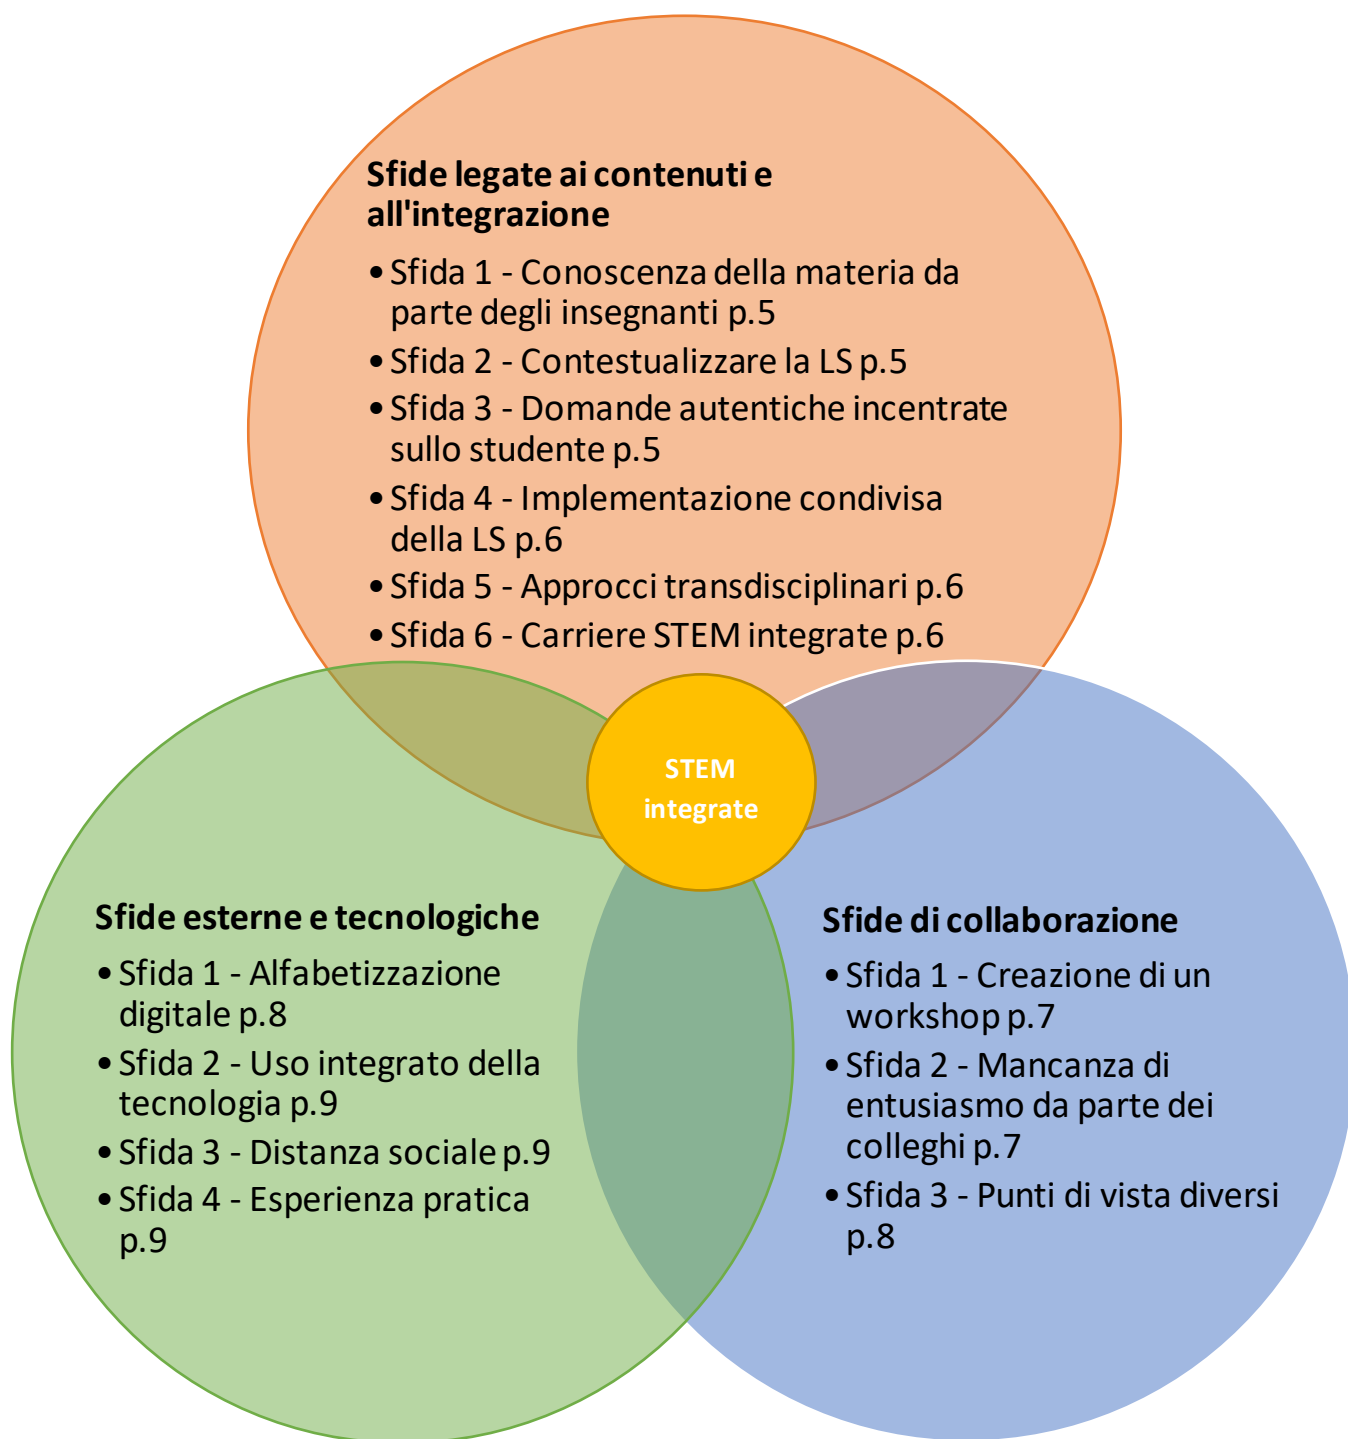 Sfide legate ai contenuti e
all'integrazione
• Sfida 1 - Conoscenza della materia da
parte degli insegnanti p.5
• Sfida 2 - Contestualizzare la LS p.5
• Sfida 3 - Domande autentiche incentrate
sullo studente p.5
• Sfida 4 - Implementazione condivisa
della LS p.6
• Sfida 5 - Approcci transdisciplinari p.6
• Sfida 6 - Carriere STEM integrate p.6
STEM
integrate
Sfide esterne e tecnologiche
• Sfida 1 - Alfabetizzazione
digitale p.8
• Sfida 2 - Uso integrato della
tecnologia p.9
• Sfida 3 - Distanza sociale p.9
• Sfida 4 - Esperienza pratica
p.9
Sfide di collaborazione
• Sfida 1 - Creazione di un
workshop p.7
• Sfida 2 - Mancanza di
entusiasmo da parte dei
colleghi p.7
• Sfida 3 - Punti di vista diversi
p.8